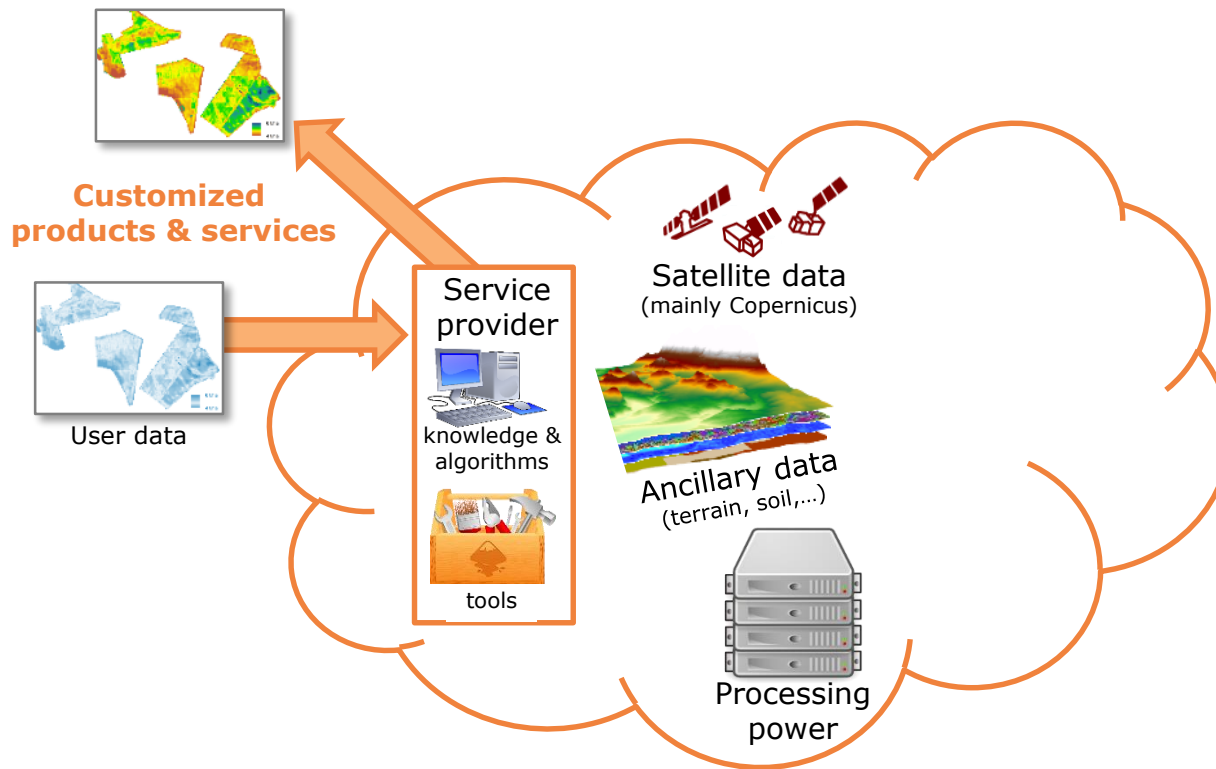 Customized
products & services
User data
Service
provider
knowledge &
algorithms
tools
Satellite data
(mainly Copernicus)
Ancillary data
(terrain, soil,...)
Processing
power